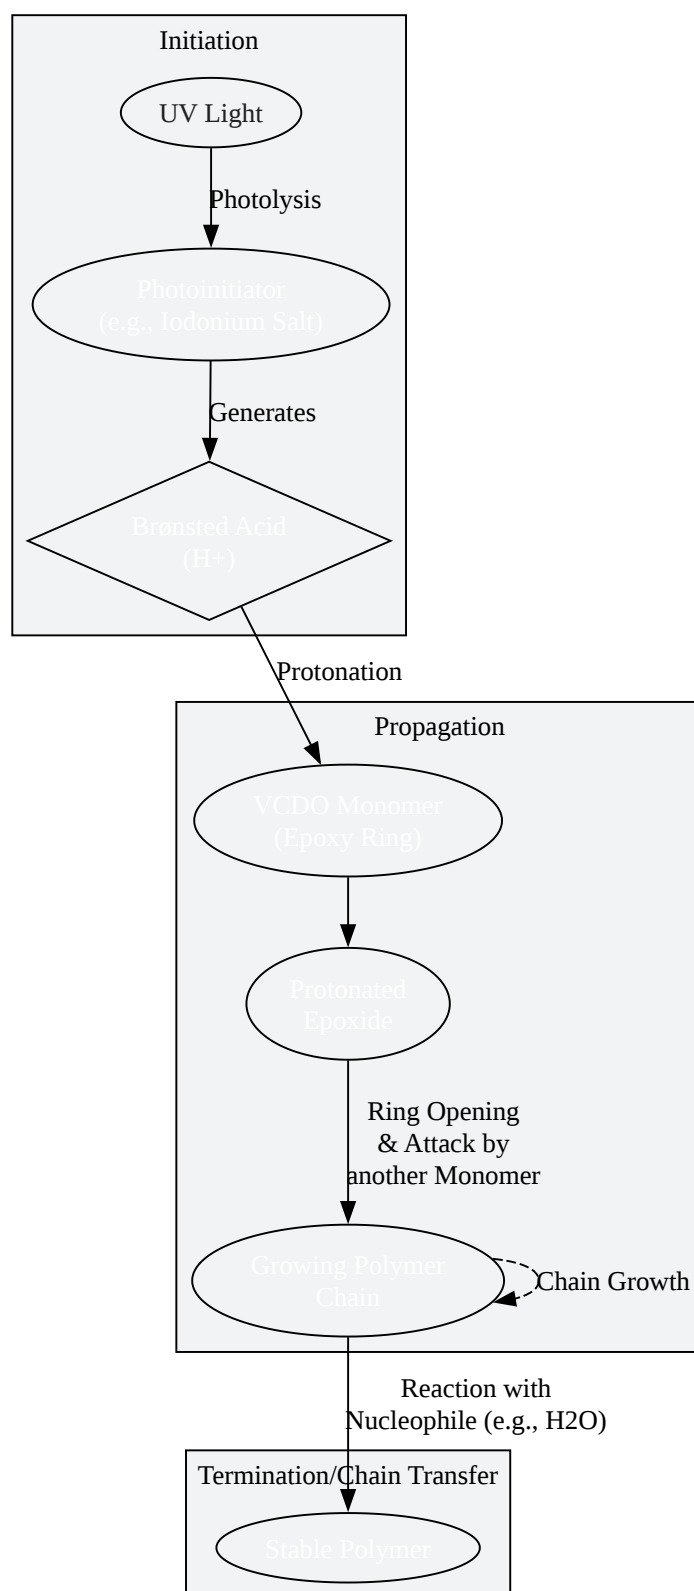 Initiation
UV Light
Photolysis
Photoinitiator
(e.g., Iodonium Salt)
Generates
Brønsted Acid
(H+)
Protonation
Propagation
VCDO Monomer
(Epoxy Ring)
Protonated
Epoxide
Ring Opening
& Attack by
another Monomer
Growing Polymer
Chain
Chain Growth
Reaction with
Nucleophile (e.g., H2O)
Termination/Chain Transfer
Stable Polymer